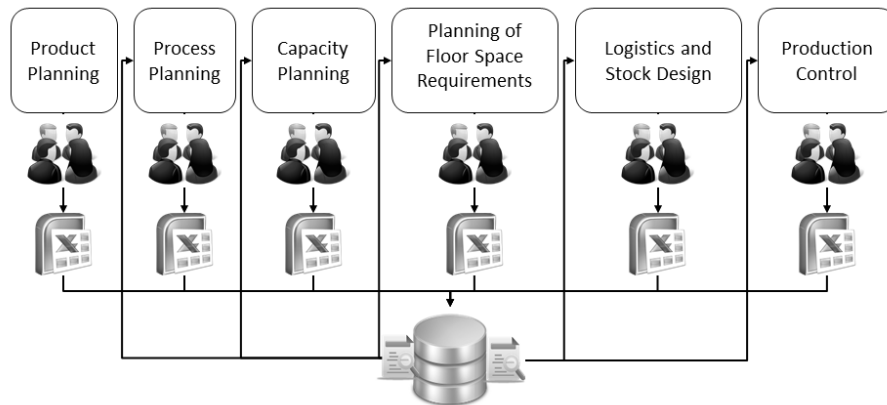 Product
Planning
Process
Planning
Capacity
Planning
Planning of
Floor Space
Requirements
Logistics and
Stock Design
Production
Control